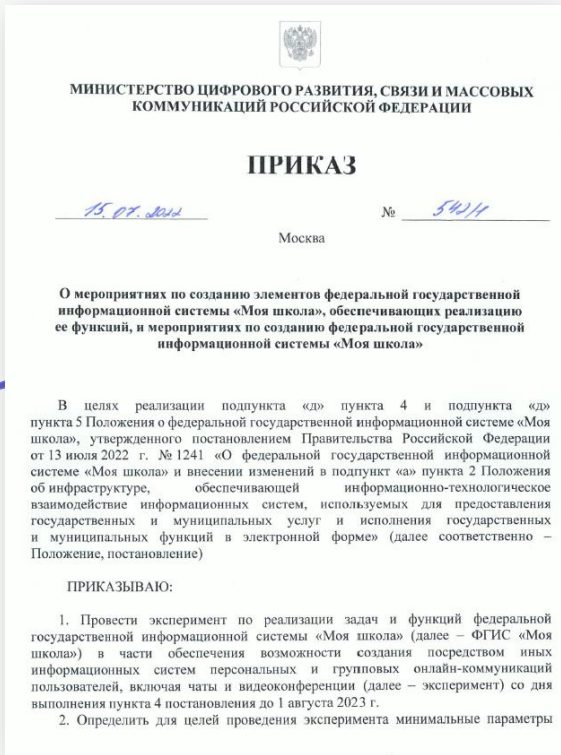 МИНИСТЕРСТВО ЦИФРОВОГО РАЗВИТИЯ, СВЯЗИ И МАССОВЫХ
КОММУНИКАЦИЙ РОССИЙСКОЙ ФЕДЕРАЦИИ
ПРИКАЗ
15.07.2022 № 542/1
Москва
О мероприятиях по созданию элементов федеральной государственной
информационной системы «Моя школа», обеспечивающих реализацию
ее функций, и мероприятиях по созданию федеральной государственной
информационной системы «Моя школа»
В целях реализации подпункта «д» пункта 4 и подпункта «д»
пункта 5 Положения о федеральной государственной информационной системе «Моя
школа», утвержденного постановлением Правительства Российской Федерации
от 13 июля 2022 г. № 1241 «О федеральной государственной информационной
системе «Моя школа» и внесении изменений в подпункт «а» пункта 2 Положения
об инфраструктуре, обеспечивающей информационно-технологическое
взаимодействие информационных систем, используемых для предоставления
государственных и муниципальных услуг и исполнения государственных
и муниципальных функций в электронной форме» (далее соответственно –
Положение, постановление)
ПРИКАЗЫВАЮ:
1. Провести эксперимент по реализации задач и функций федеральной
государственной информационной системы «Моя школа» (далее – ФГИС «Моя
школа») в части обеспечения возможности создания посредством иных
информационных систем персональных и групповых онлайн-коммуникаций
пользователей, включая чаты и видеоконференции (далее – эксперимент) со дня
выполнения пункта 4 постановления до 1 августа 2023 г.
2. Определить для целей проведения эксперимента минимальные параметры